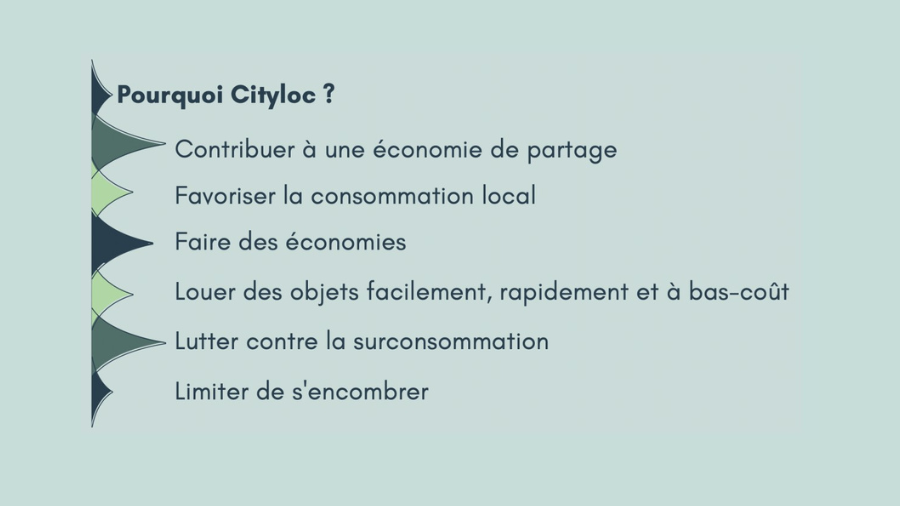 Pourquoi Cityloc ?
Contribuer à une économie de partage
Favoriser la consommation local
Faire des économies
Louer des objets facilement, rapidement et à bas-coût
Lutter contre la surconsommation
Limiter de s'encombrer